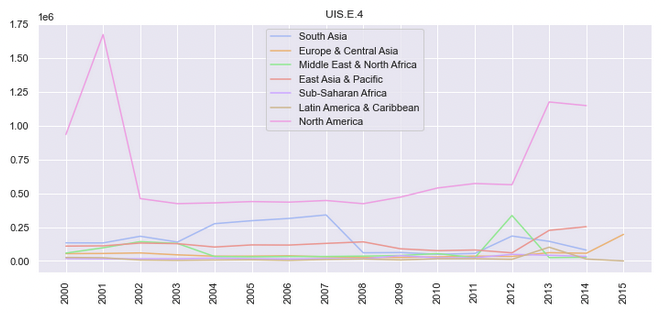 UIS.E.4
1e6
1.75
1.50
1.25
1.00
0.75
0.50
0.25
0.00
South Asia
Europe & Central Asia
Middle East & North Africa
East Asia & Pacific
Sub-Saharan Africa
Latin America & Caribbean
North America
2000
2001
2002
2003
2004
2005
2006
2007
2008
2009
2010
2011
2012
2013
2014
2015